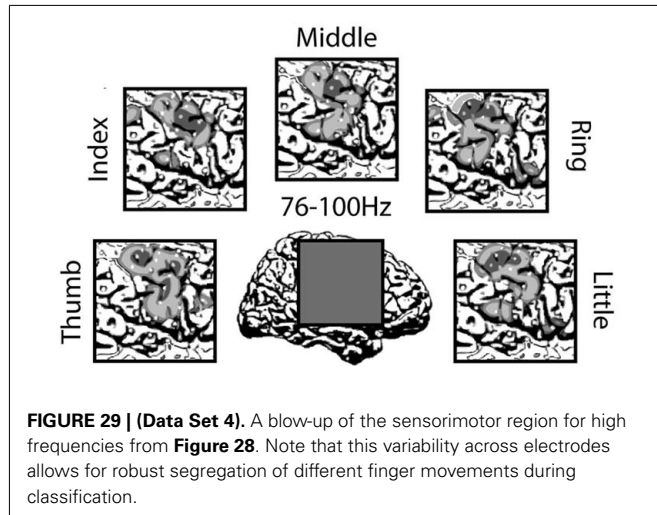 Middle
Index
Ring
76-100Hz
Thumb
Little
FIGURE 29 | (Data Set 4). A blow-up of the sensorimotor region for high
frequencies from Figure 28. Note that this variability across electrodes
allows for robust segregation of different finger movements during
classification.